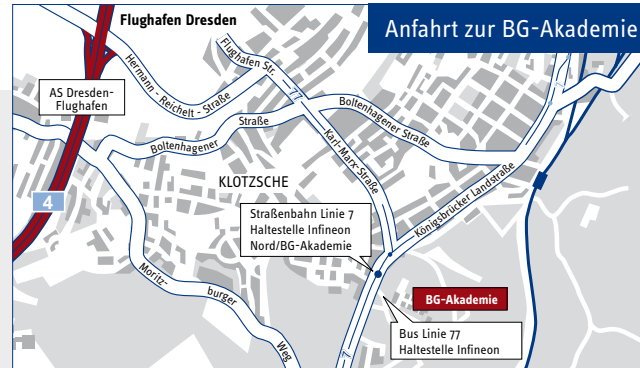 Anfahrt zur BG-Akademie
Flughafen Dresden
Flughafen Str.
77
Hermann - Reichelt - Straße
AS Dresden-
Flughafen
Boltenhagener Straße
Boltenhagener Straße
Karl-Marx-Straße
KLOTZSCHE
4
Königsbrücker Landstraße
Straßenbahn Linie 7
Haltestelle Infineon
Nord/BG-Akademie
Moritz-
burger
Weg
BG-Akademie
Bus Linie 77
Haltestelle Infineon
7